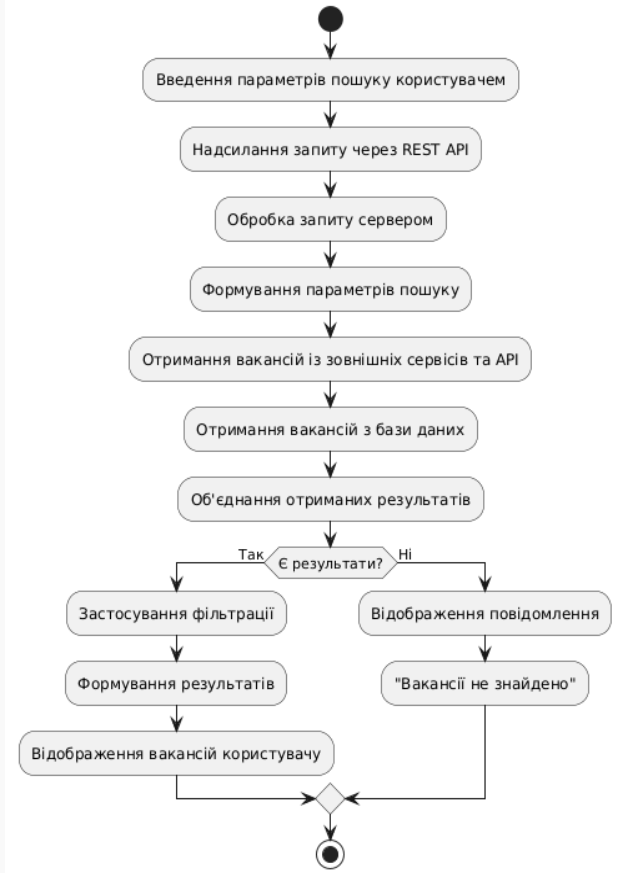 Введення параметрів пошуку користувачем
Надсилання запиту через REST API
Обробка запиту сервером
Формування параметрів пошуку
Отримання вакансій із зовнішніх сервісів та API
Отримання вакансій з бази даних
Об'єднання отриманих результатів
Так
Є результати?
Ні
Застосування фільтрації
Формування результатів
Відображення вакансій користувачу
Відображення повідомлення
"Вакансії не знайдено"